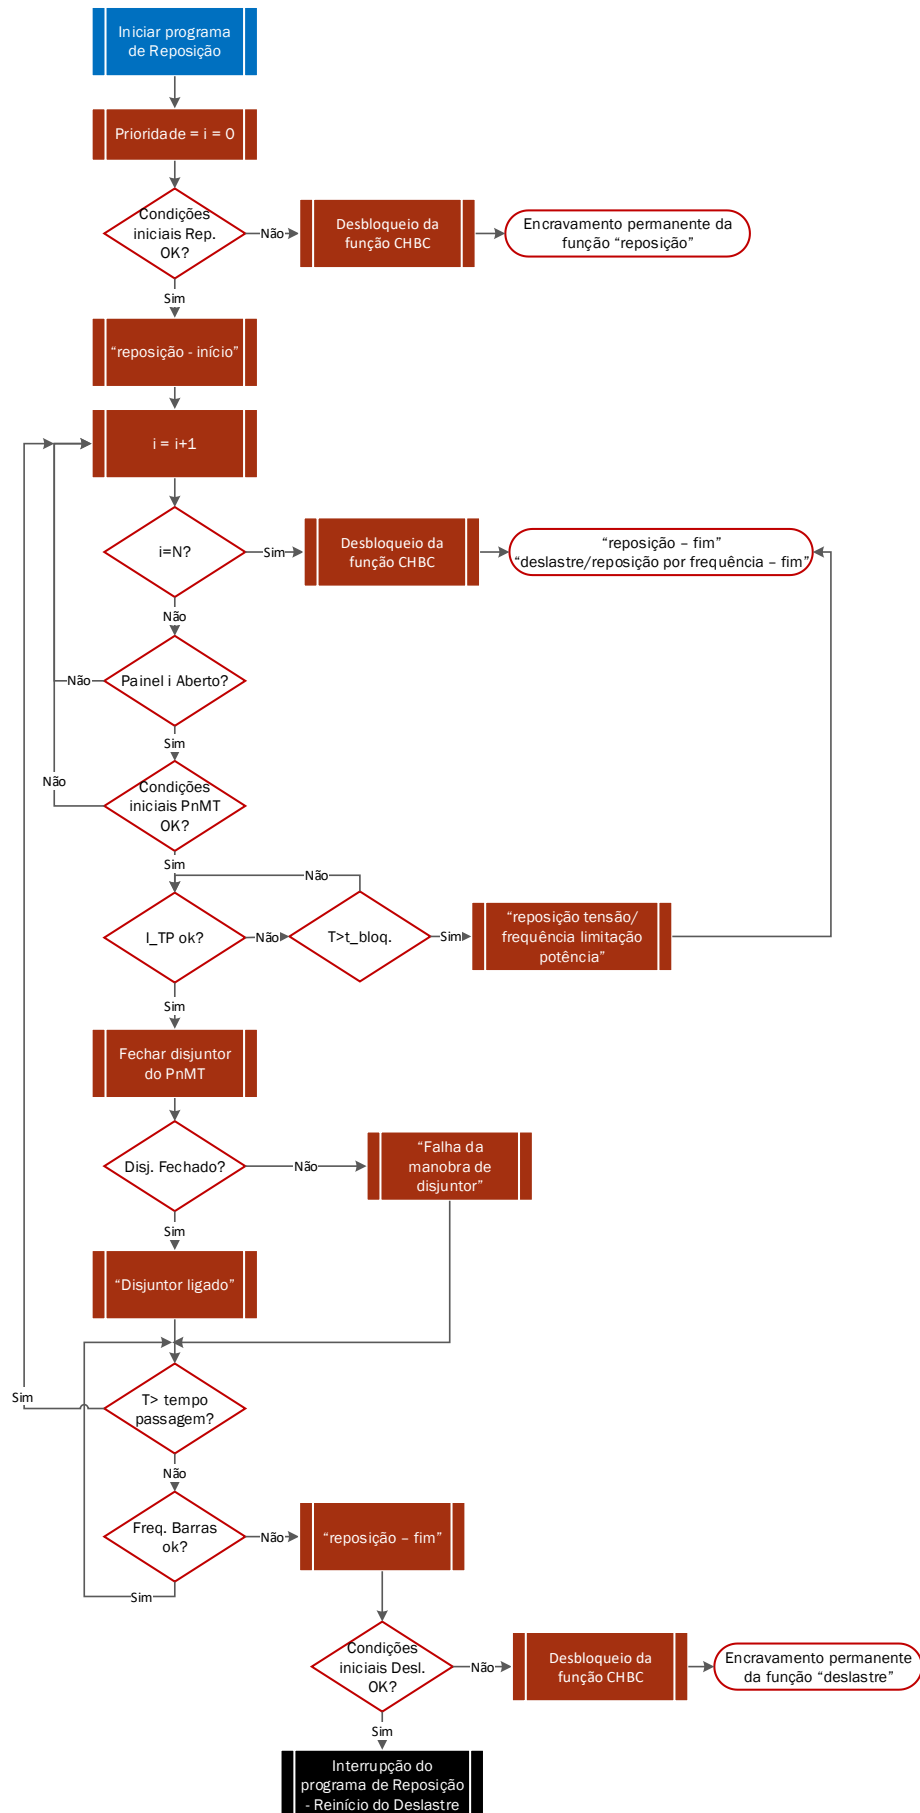 Iniciar programa
de Reposição
Prioridade = i = 0
Condições
iniciais Rep.
OK?
Não
Desbloqueio da
função CHBC
Encravamento permanente da
função “reposição”
Sim
“reposição - início”
i = i+1
i=N?
Sim
Desbloqueio da
função CHBC
“reposição – fim”
“deslastre/reposição por frequência – fim”
Não
Painel i Aberto?
Não
Sim
Não
Condições
iniciais PnMT
OK?
Sim
Não
I_TP ok?
Não
T>t_bloq.
Sim
“reposição tensão/
frequência limitação
potência”
Sim
Fechar disjuntor
do PnMT
Disj. Fechado?
Não
“Falha da
manobra de
disjuntor”
Sim
“Disjuntor ligado”
Sim
T> tempo
passagem?
Não
Freq. Barras
ok?
Não
“reposição – fim”
Sim
Condições
iniciais Desl.
OK?
Não
Desbloqueio da
função CHBC
Encravamento permanente
da função “deslastre”
Sim
Interrupção do
programa de Reposição
- Reinício do Deslastre